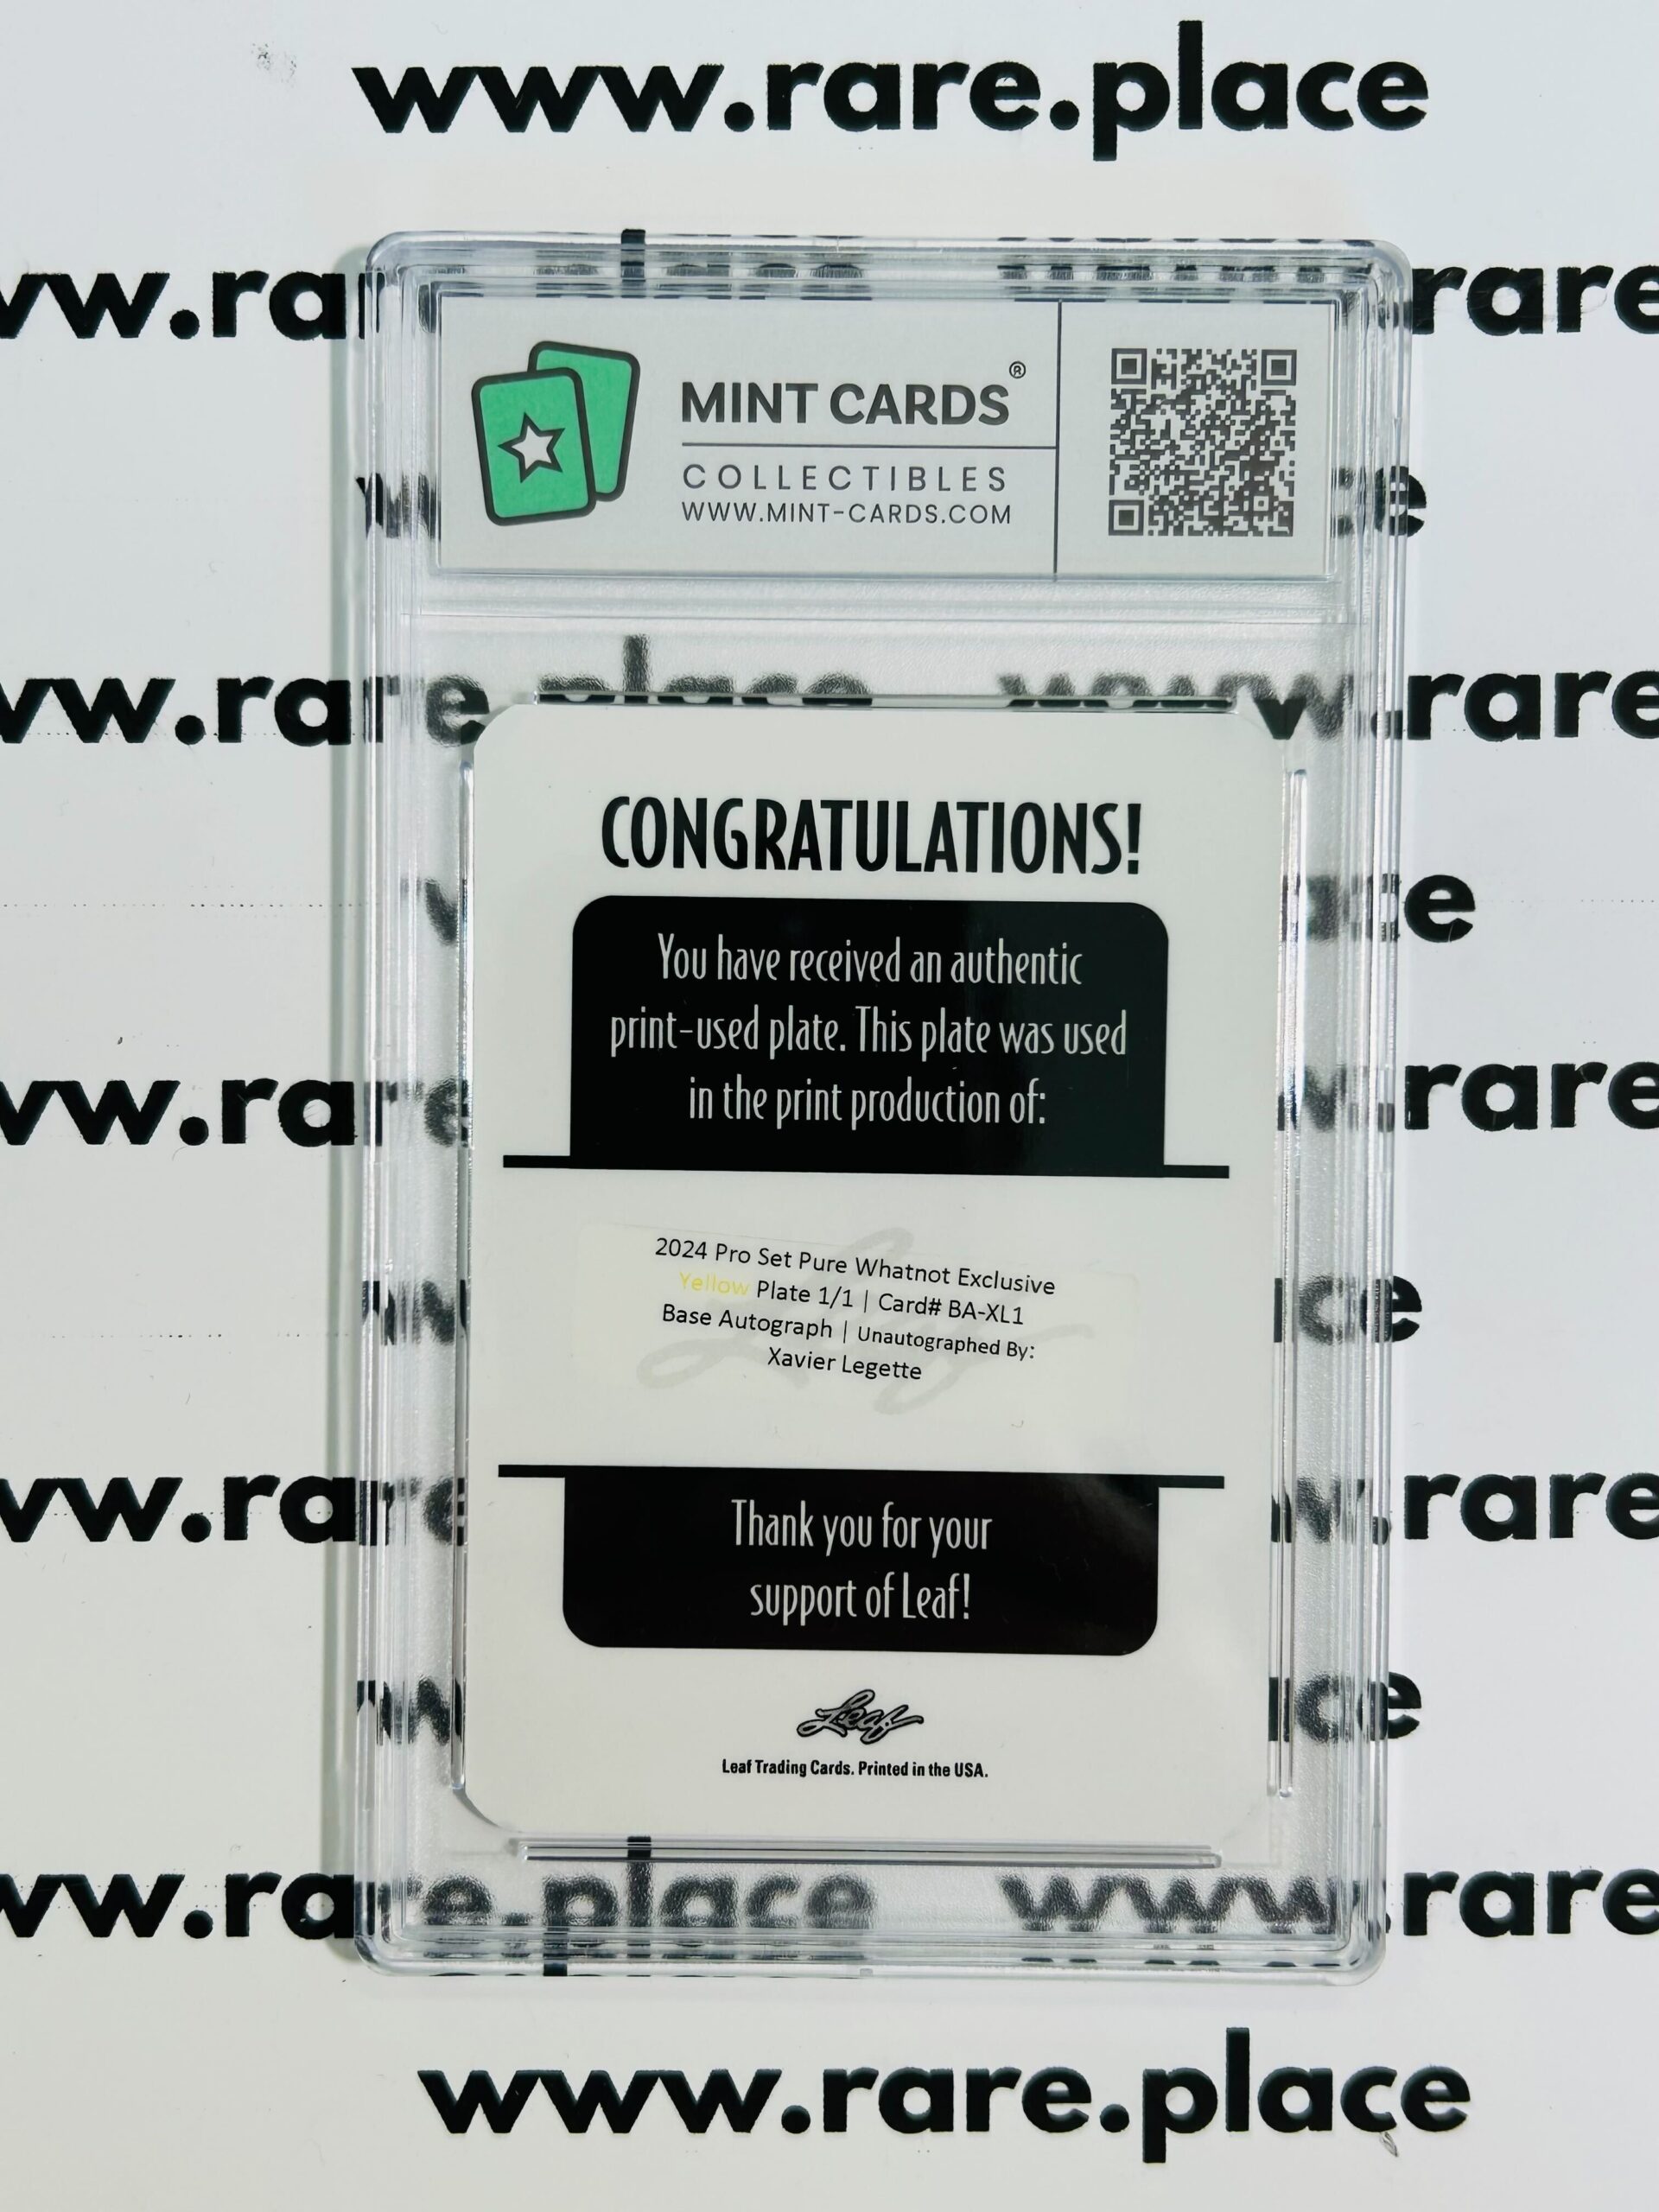 www.rare.place
MINT CARDS®
COLLECTIBLES
WWW.MINT-CARDS.COM
CONGRATULATIONS!
You have received an authentic
print-used plate. This plate was used
in the print production of:
2024 Pro Set Pure Whatnot Exclusive
Yellow Plate 1/1 | Card# BA-XL1
Base Autograph | Unautographed By:
Xavier Legette
Thank you for your
support of Leaf!
Leaf
Leaf Trading Cards. Printed in the USA.
www.rare.place